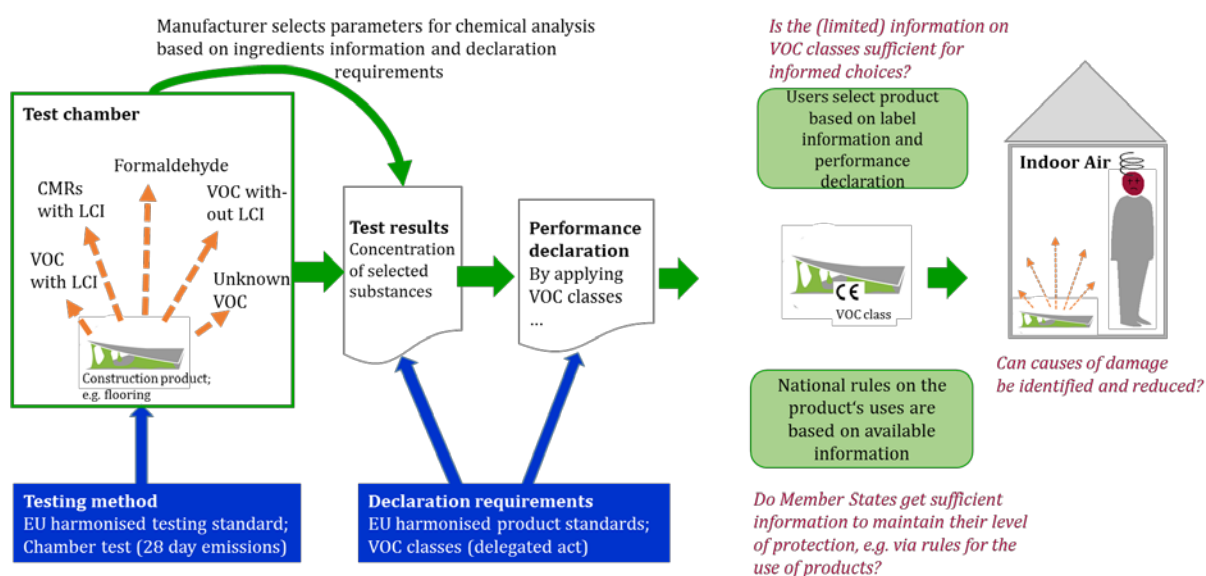 Manufacturer selects parameters for chemical analysis
based on ingredients information and declaration
requirements
Test chamber
Formaldehyde
CMRs
with LCI
VOC with-
out LCI
VOC
with LCI
Unknown
VOC
Construction product;
e.g. flooring
Test results
Concentration
of selected
substances
Performance
declaration
By applying
VOC classes
...
Testing method
EU harmonised testing standard;
Chamber test (28 day emissions)
Declaration requirements
EU harmonised product standards;
VOC classes (delegated act)
Is the (limited) information on
VOC classes sufficient for
informed choices?
Users select product
based on label
information and
performance
declaration
CE
VOC class
National rules on the
product's uses are
based on available
information
Do Member States get sufficient
information to maintain their level
of protection, e.g. via rules for the
use of products?
Indoor Air
Can causes of damage
be identified and reduced?